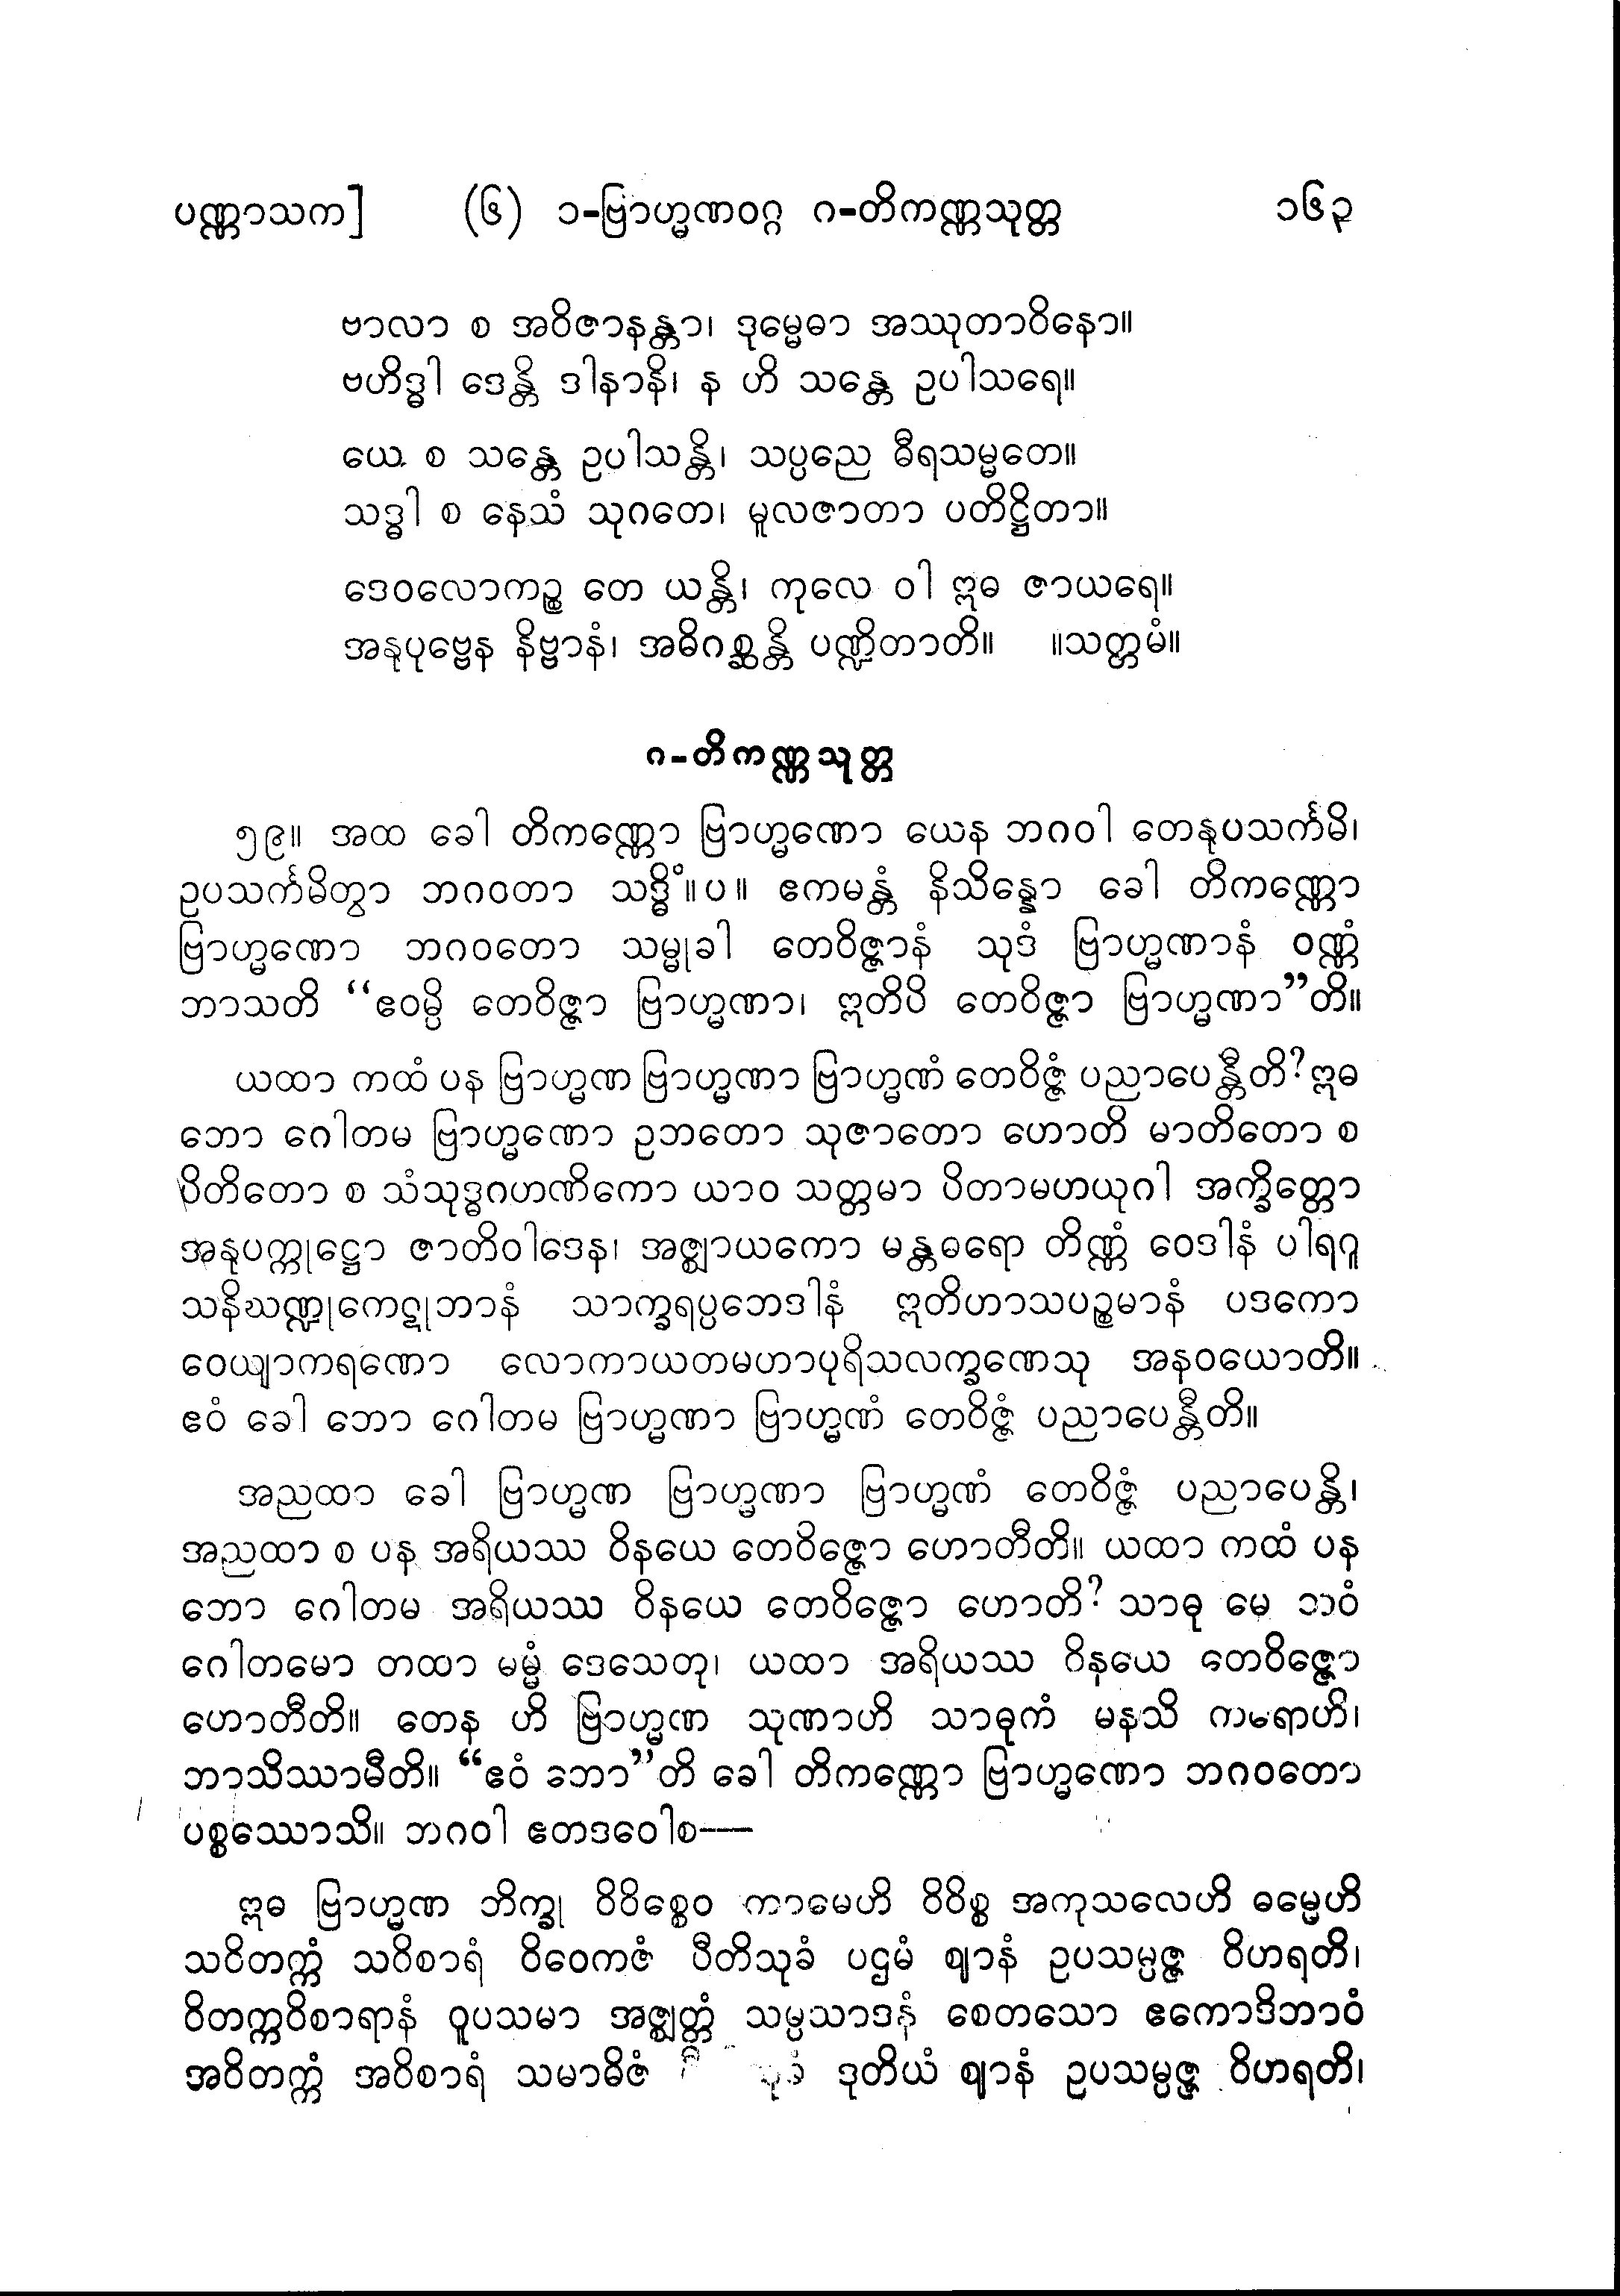 ပဏ္ဏာသက] (၆) ၁-ဗြာဟ္မဏဝဂ္ဂ ဂ-တိကဏ္ဏသုတ္တ ၁၆၃
ဗာလာ စ အဝိဇာနန္တာ၊ ဒုမ္မေဓာ အဿုတာဝိနော။
ဗဟိဒ္ဓါ ဒေန္တိ ဒါနာနိ၊ န ဟိ သန္တေ ဥပါသရေ။
ယေ စ သန္တေ ဥပါသန္တိ၊ သပ္ပညေ ဓီရသမ္မတေ။
သဒ္ဓါ စ နေသံ သုဂတေ၊ မူလဇာတာ ပတိဋ္ဌိတာ။
ဒေဝလောကဉ္စ တေ ယန္တိ၊ ကုလေ ဝါ ဣဓ ဇာယရေ။
အနုပုဗ္ဗေန နိဗ္ဗာနံ၊ အဓိဂစ္ဆန္တိ ပဏ္ဍိတာတိ။ ။သတ္တမံ။
ဂ-တိကဏ္ဏသုတ္တ
၅၉။ အထ ခေါ တိကဏ္ဏော ဗြာဟ္မဏော ယေန ဘဂဝါ တေနုပသင်္ကမိ၊
ဥပသင်္ကမိတွာ ဘဂဝတာ သဒ္ဓိံ။ပ။ ဧကမန္တံ နိသိန္နော ခေါ တိကဏ္ဏော
ဗြာဟ္မဏော ဘဂဝတော သမ္မုခါ တေဝိဇ္ဇာနံ သုဒံ ဗြာဟ္မဏာနံ ဝဏ္ဏံ
ဘာသတိ “ဧဝမ္ပိ တေဝိဇ္ဇာ ဗြာဟ္မဏာ၊ ဣတိပိ တေဝိဇ္ဇာ ဗြာဟ္မဏာ”တိ။
ယထာ ကထံ ပန ဗြာဟ္မဏ ဗြာဟ္မဏာ ဗြာဟ္မဏံ တေဝိဇ္ဇံ ပညာပေန္တီတိ? ဣဓ
ဘော ဂေါတမ ဗြာဟ္မဏော ဥဘတော သုဇာတော ဟောတိ မာတိတော စ
ပိတိတော စ သံသုဒ္ဓဂဟဏိကော ယာဝ သတ္တမာ ပိတာမဟယုဂါ အက္ခိတ္တော
အနုပက္ကုဋ္ဌော ဇာတိဝါဒေန၊ အဇ္ဈာယကော မန္တဓရော တိဏ္ဏံ ဝေဒါနံ ပါရဂူ
သနိဃဏ္ဍုကေဋုဘာနံ သာက္ခရပ္ပဘေဒါနံ ဣတိဟာသပဉ္စမာနံ ပဒကော
ဝေယျာကရဏော လောကာယတမဟာပုရိသလက္ခဏေသု အနဝယောတိ။
ဧဝံ ခေါ ဘော ဂေါတမ ဗြာဟ္မဏာ ဗြာဟ္မဏံ တေဝိဇ္ဇံ ပညာပေန္တီတိ။
အညထာ ခေါ ဗြာဟ္မဏ ဗြာဟ္မဏာ ဗြာဟ္မဏံ တေဝိဇ္ဇံ ပညာပေန္တိ၊
အညထာ စ ပန အရိယဿ ဝိနယေ တေဝိဇ္ဇော ဟောတီတိ။ ယထာ ကထံ ပန
ဘော ဂေါတမ အရိယဿ ဝိနယေ တေဝိဇ္ဇော ဟောတိ? သာဓု မေ ဘဝံ
ဂေါတမော တထာ ဓမ္မံ ဒေသေတု၊ ယထာ အရိယဿ ဝိနယေ တေဝိဇ္ဇော
ဟောတီတိ။ တေန ဟိ ဗြာဟ္မဏ သုဏာဟိ သာဓုကံ မနသိ ကရောဟိ၊
ဘာသိဿာမီတိ။ “ဧဝံ ဘော”တိ ခေါ တိကဏ္ဏော ဗြာဟ္မဏော ဘဂဝတော
ပစ္စဿောသိ။ ဘဂဝါ ဧတဒဝေါစ—
ဣဓ ဗြာဟ္မဏ ဘိက္ခု ဝိဝိစ္စေဝ ကာမေဟိ ဝိဝိစ္စ အကုသလေဟိ ဓမ္မေဟိ
သဝိတက္ကံ သဝိစာရံ ဝိဝေကဇံ ပီတိသုခံ ပဌမံ ဈာနံ ဥပသမ္ပဇ္ဇ ဝိဟရတိ၊
ဝိတက္ကဝိစာရာနံ ဝူပသမာ အဇ္ဈတ္တံ သမ္ပသာဒနံ စေတသော ဧကောဒိဘာဝံ
အဝိတက္ကံ အဝိစာရံ သမာဓိဇံ ဒုတိယံ ဈာနံ ဥပသမ္ပဇ္ဇ ဝိဟရတိ၊